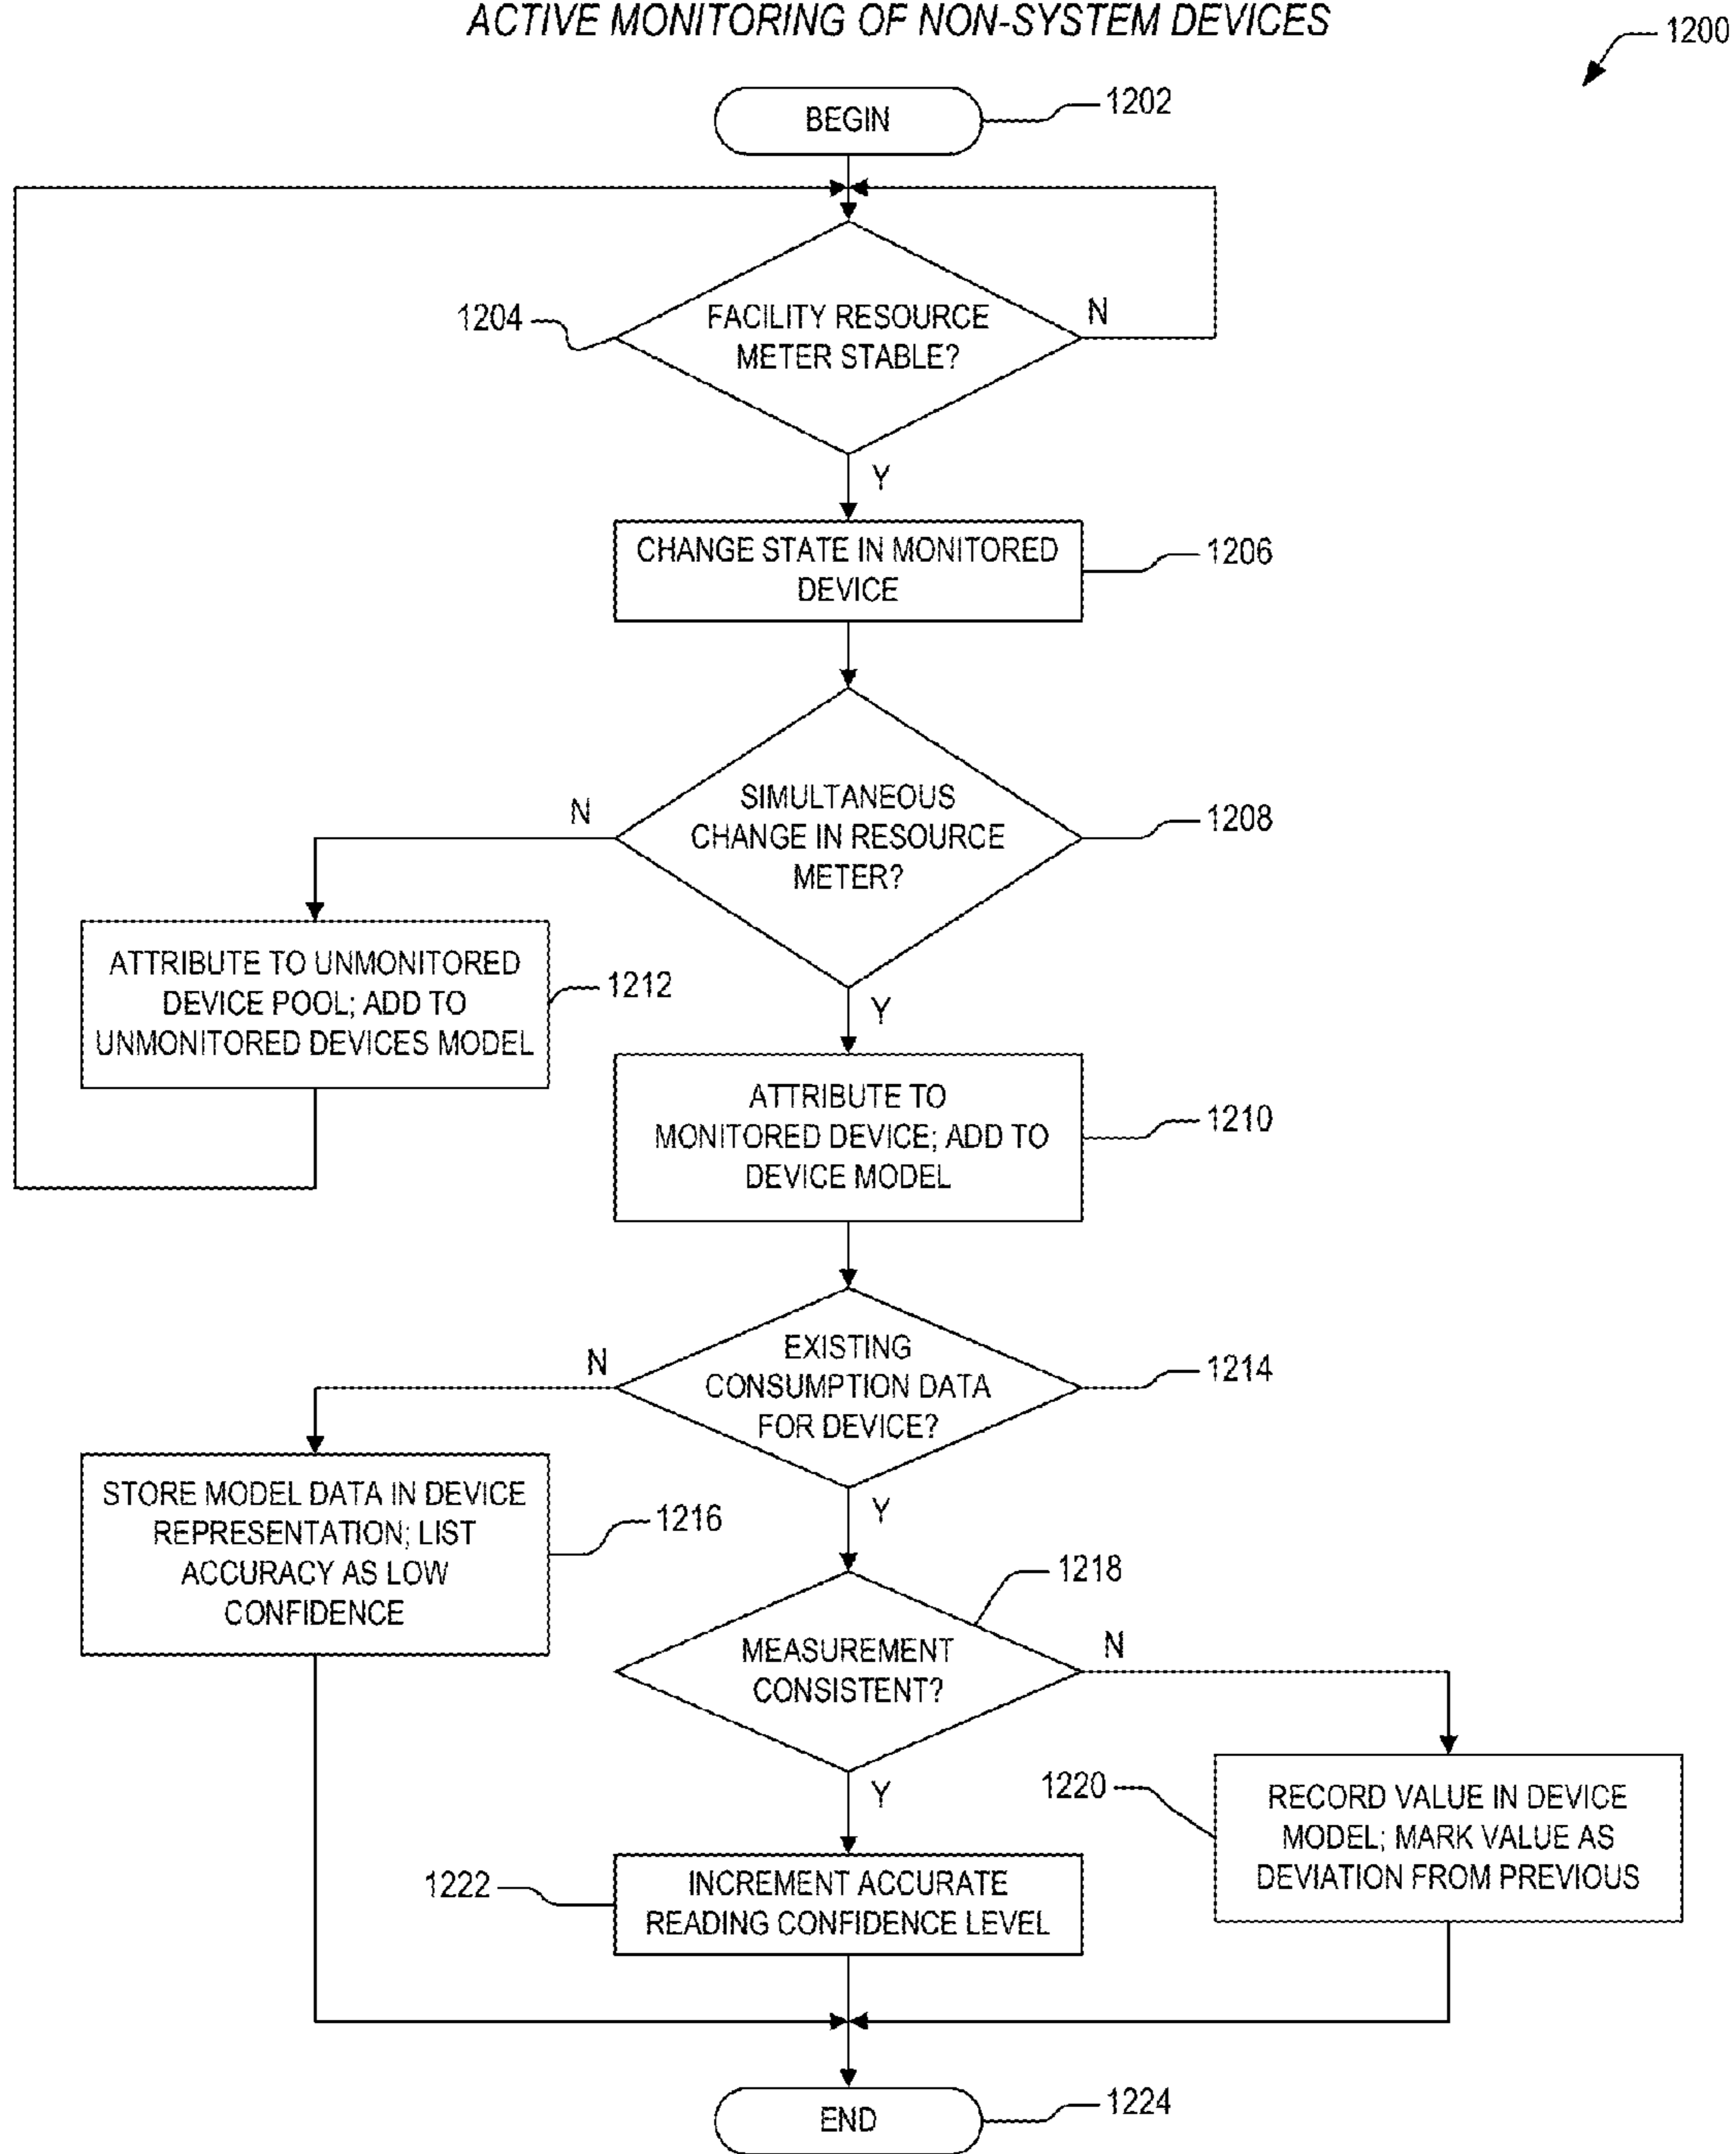 ACTIVE MONITORING OF NON-SYSTEM DEVICES
1200
BEGIN
1202
1204
FACILITY RESOURCE
METER STABLE?
N
Y
CHANGE STATE IN MONITORED
DEVICE
1206
N
SIMULTANEOUS
CHANGE IN RESOURCE
METER?
1208
Y
ATTRIBUTE TO UNMONITORED
DEVICE POOL; ADD TO
UNMONITORED DEVICES MODEL
1212
ATTRIBUTE TO
MONITORED DEVICE; ADD TO
DEVICE MODEL
1210
N
EXISTING
CONSUMPTION DATA
FOR DEVICE?
1214
Y
STORE MODEL DATA IN DEVICE
REPRESENTATION; LIST
ACCURACY AS LOW
CONFIDENCE
1216
1218
MEASUREMENT
CONSISTENT?
N
Y
1220
RECORD VALUE IN DEVICE
MODEL; MARK VALUE AS
DEVIATION FROM PREVIOUS
1222
INCREMENT ACCURATE
READING CONFIDENCE LEVEL
END
1224